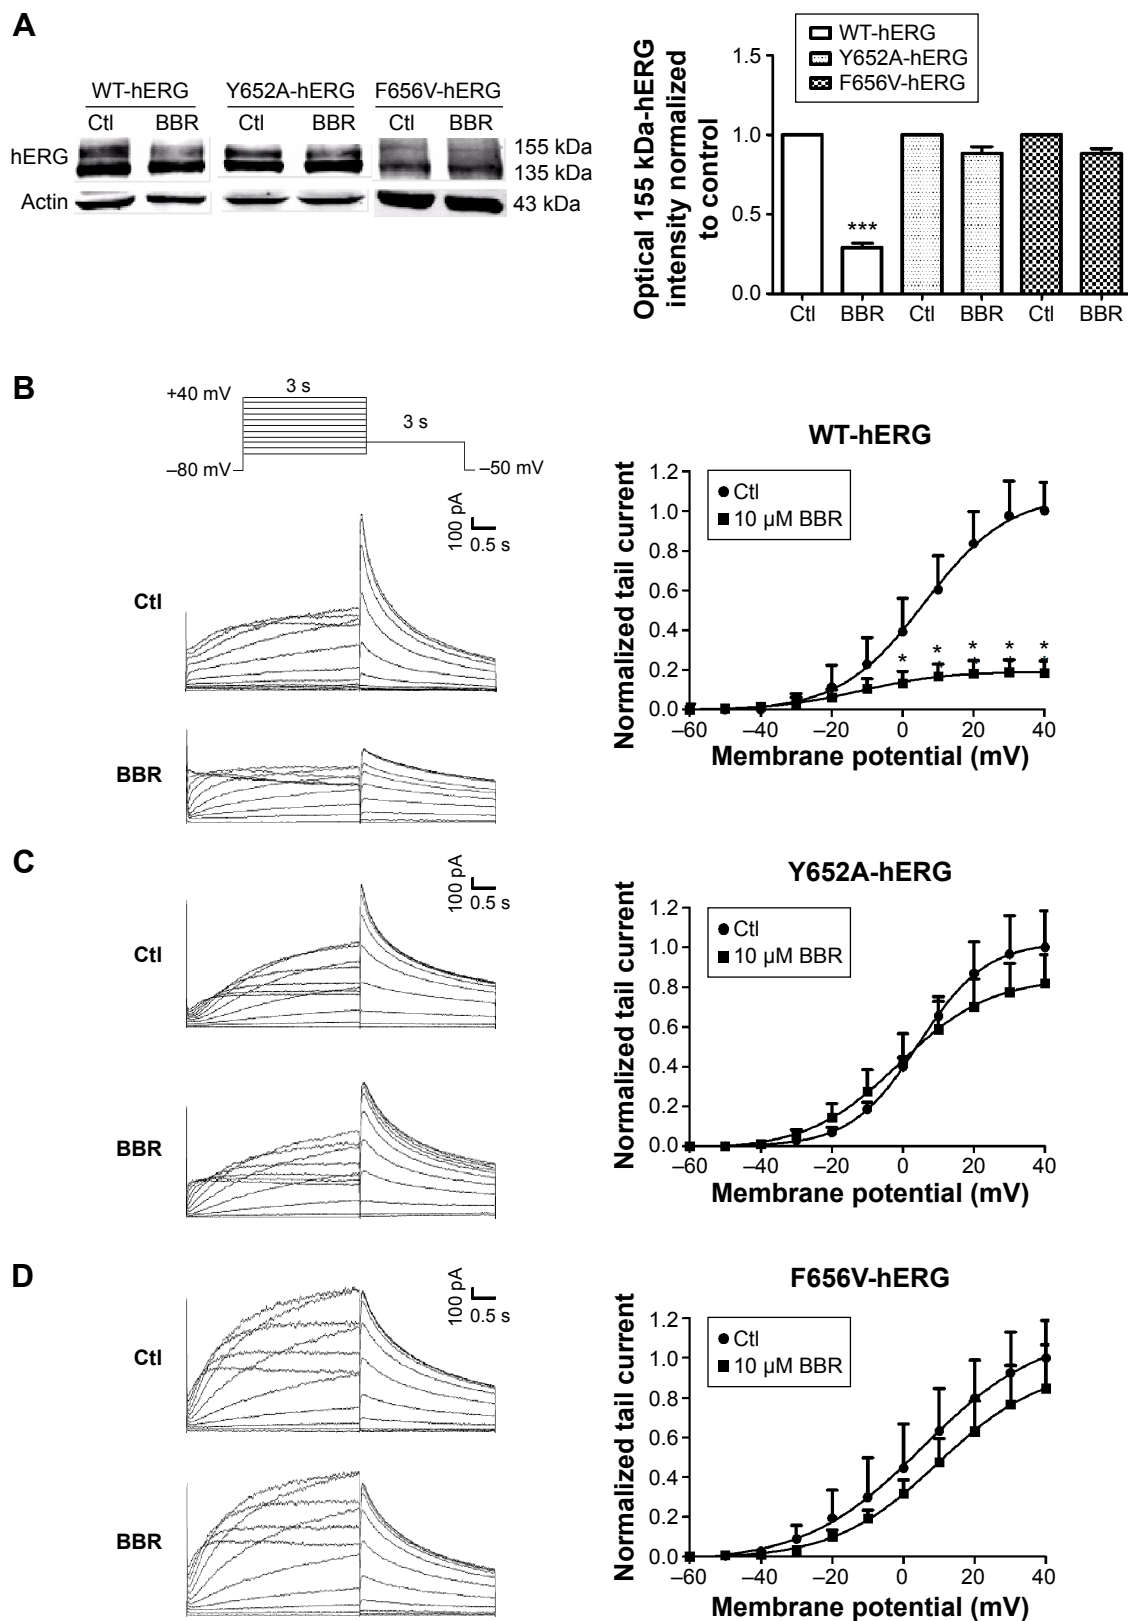 A
WT-hERG Y652A-hERG F656V-hERG
Ctl BBR Ctl BBR Ctl BBR
hERG
155 kDa
135 kDa
Actin
43 kDa
Optical 155 kDa-hERG
intensity normalized
to control
WT-hERG
Y652A-hERG
F656V-hERG
1.5
1.0
0.5
0.0
***
Ctl BBR Ctl BBR Ctl BBR
B
+40 mV
3 s
3 s
–80 mV
–50 mV
100 pA
0.5 s
Ctl
BBR
WT-hERG
Normalized tail current
1.2
1.0
0.8
0.6
0.4
0.2
0.0
Ctl
10 µM BBR
* * * * *
–60 –40 –20 0 20 40
Membrane potential (mV)
C
100 pA
0.5 s
Ctl
BBR
Y652A-hERG
Normalized tail current
1.2
1.0
0.8
0.6
0.4
0.2
0.0
Ctl
10 µM BBR
–60 –40 –20 0 20 40
Membrane potential (mV)
D
100 pA
0.5 s
Ctl
BBR
F656V-hERG
Normalized tail current
1.2
1.0
0.8
0.6
0.4
0.2
0.0
Ctl
10 µM BBR
–60 –40 –20 0 20 40
Membrane potential (mV)